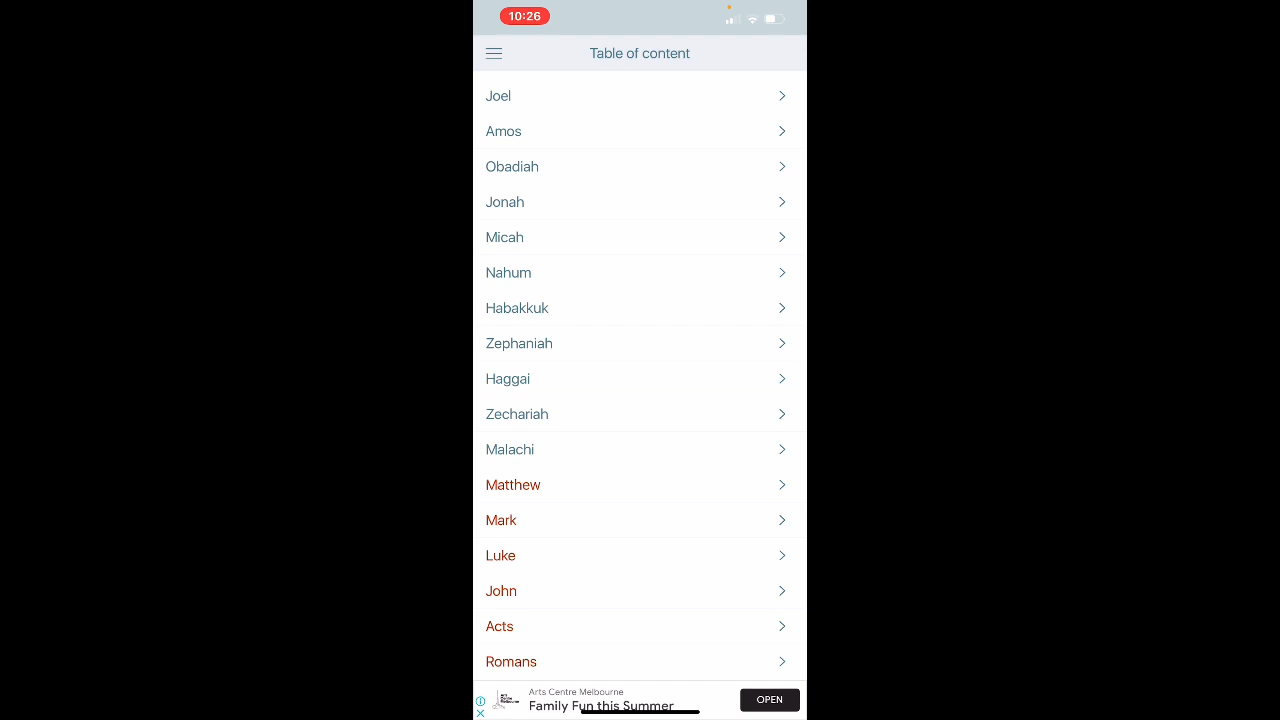 10:26
Table of content
Joel
Amos
Obadiah
Jonah
Micah
Nahum
Habakkuk
Zephaniah
Haggai
Zechariah
Malachi
Matthew
Mark
Luke
John
Acts
Romans
Arts Centre Melbourne
Family Fun this Summer
OPEN